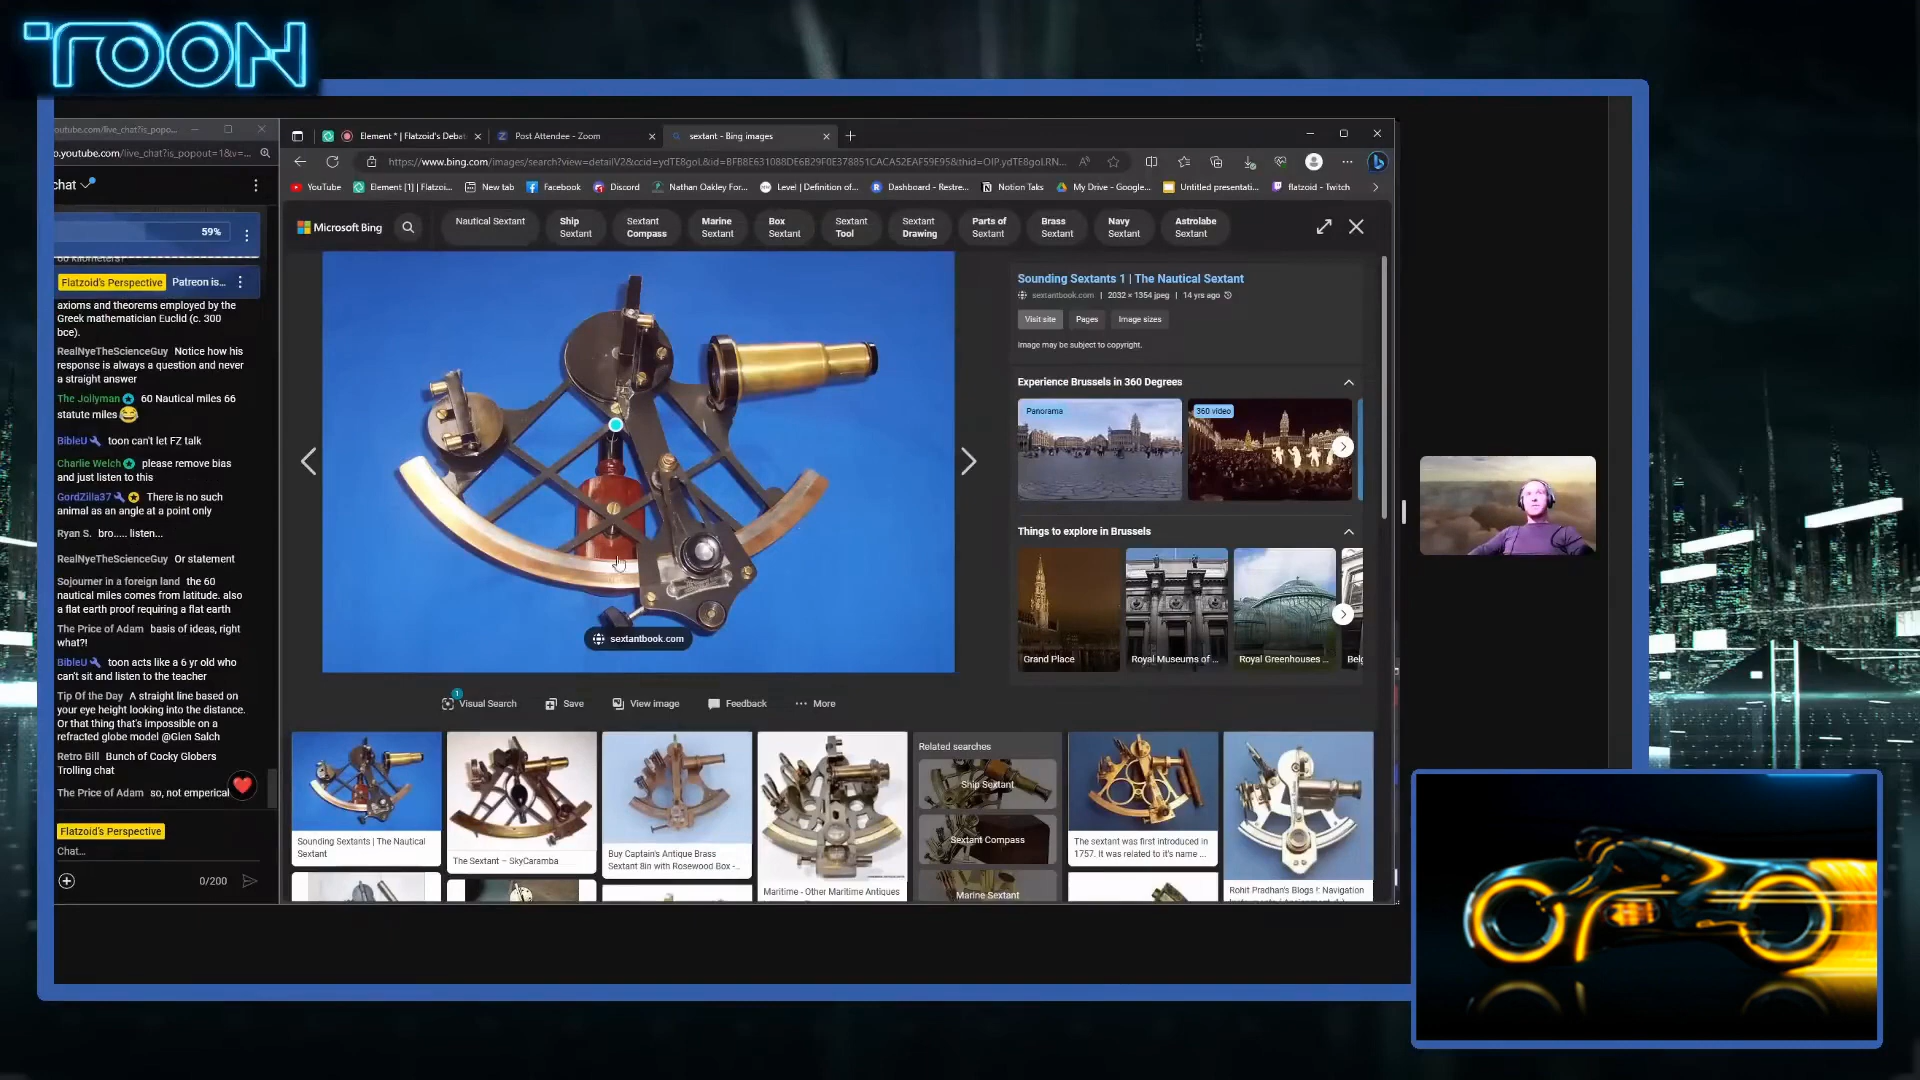 TOON
outube.com/live_chat?is_popo...
o.youtube.com/live_chat?is_popout=1&v=...
chat
59%
60 kilometers?
Flatzoid's Perspective Patreon is...
axioms and theorems employed by the
Greek mathematician Euclid (c. 300
bce).
RealNyeTheScienceGuy Notice how his
response is always a question and never
a straight answer
The Jollyman 60 Nautical miles 66
statute miles
BibleU toon can't let FZ talk
Charlie Welch please remove bias
and just listen to this
GordZilla37 There is no such
animal as an angle at a point only
Ryan S. bro..... listen...
RealNyeTheScienceGuy Or statement
Sojourner in a foreign land the 60
nautical miles comes from latitude. also
a flat earth proof requiring a flat earth
The Price of Adam basis of ideas, right
what?!
BibleU toon acts like a 6 yr old who
can't sit and listen to the teacher
Tip Of the Day A straight line based on
your eye height looking into the distance.
Or that thing that's impossible on a
refracted globe model @Glen Salch
Retro Bill Bunch of Cocky Globers
Trolling chat
The Price of Adam so, not emperical
Flatzoid's Perspective
Chat...
0/200
Element * | Flatzoid's Deba
Post Attendee - Zoom
sextant - Bing images
https://www.bing.com/images/search?view=detailV2&ccid=ydTE8goL&id=BFB8E631088DE6B29F0E378851CACA52EAF59E95&thid=OIP.ydTE8goLRN...
YouTube
Element [1] | Flatzoi...
New tab
Facebook
Discord
Nathan Oakley For...
Level | Definition of...
Dashboard - Restre...
Notion Taks
My Drive - Google...
Untitled presentati...
flatzoid - Twitch
Microsoft Bing
Nautical Sextant
Ship Sextant
Sextant Compass
Marine Sextant
Box Sextant
Sextant Tool
Sextant Drawing
Parts of Sextant
Brass Sextant
Navy Sextant
Astrolabe Sextant
sextantbook.com
1
Visual Search
Save
View image
Feedback
More
Sounding Sextants 1 | The Nautical Sextant
sextantbook.com | 2032 × 1354 jpeg | 14 yrs ago
Visit site
Pages
Image sizes
Image may be subject to copyright.
Experience Brussels in 360 Degrees
Panorama
360 video
Things to explore in Brussels
Grand Place
Royal Museums of ...
Royal Greenhouses ...
Belg
Sounding Sextants | The Nautical
Sextant
The Sextant – SkyCaramba
Buy Captain's Antique Brass
Sextant 8in with Rosewood Box -...
Maritime - Other Maritime Antiques
Related searches
Ship Sextant
Sextant Compass
Marine Sextant
The sextant was first introduced in
1757. It was related to it's name ...
Rohit Pradhan's Blogs !: Navigation